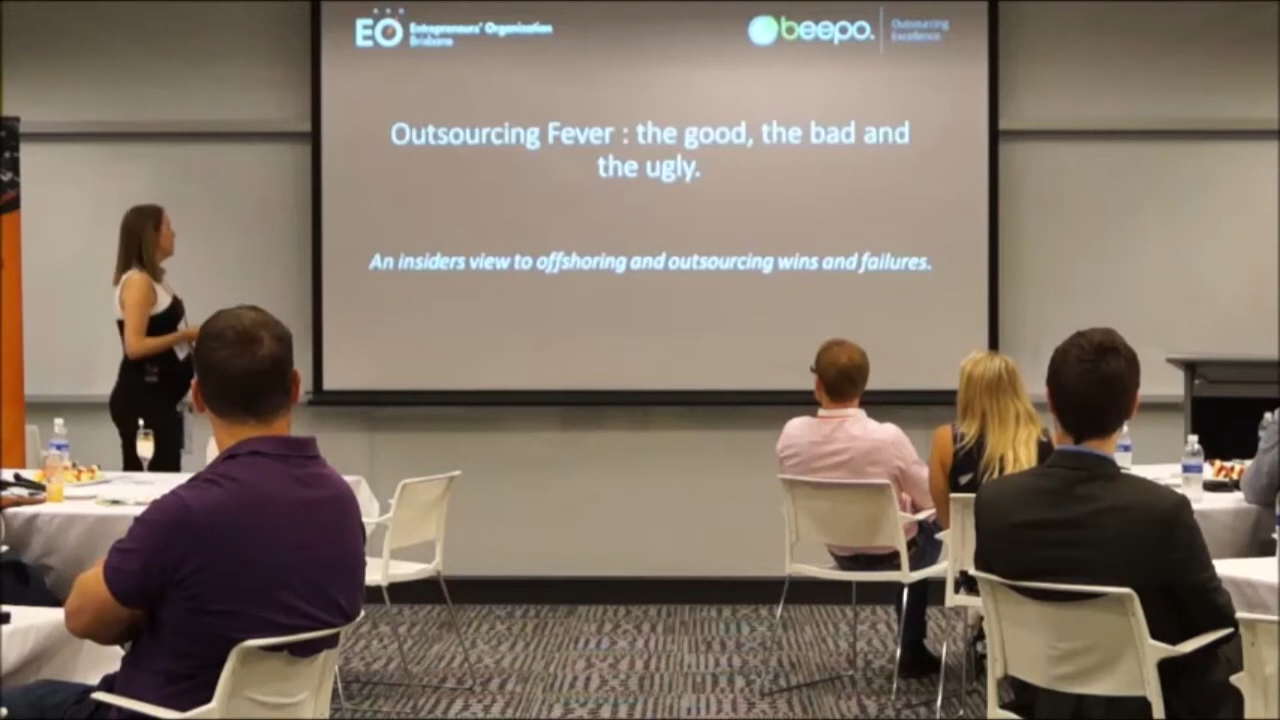 EO Entrepreneurs' Organization
Brisbane
beepo. Outsourcing
Excellence
Outsourcing Fever : the good, the bad and
the ugly.
An insiders view to offshoring and outsourcing wins and failures.